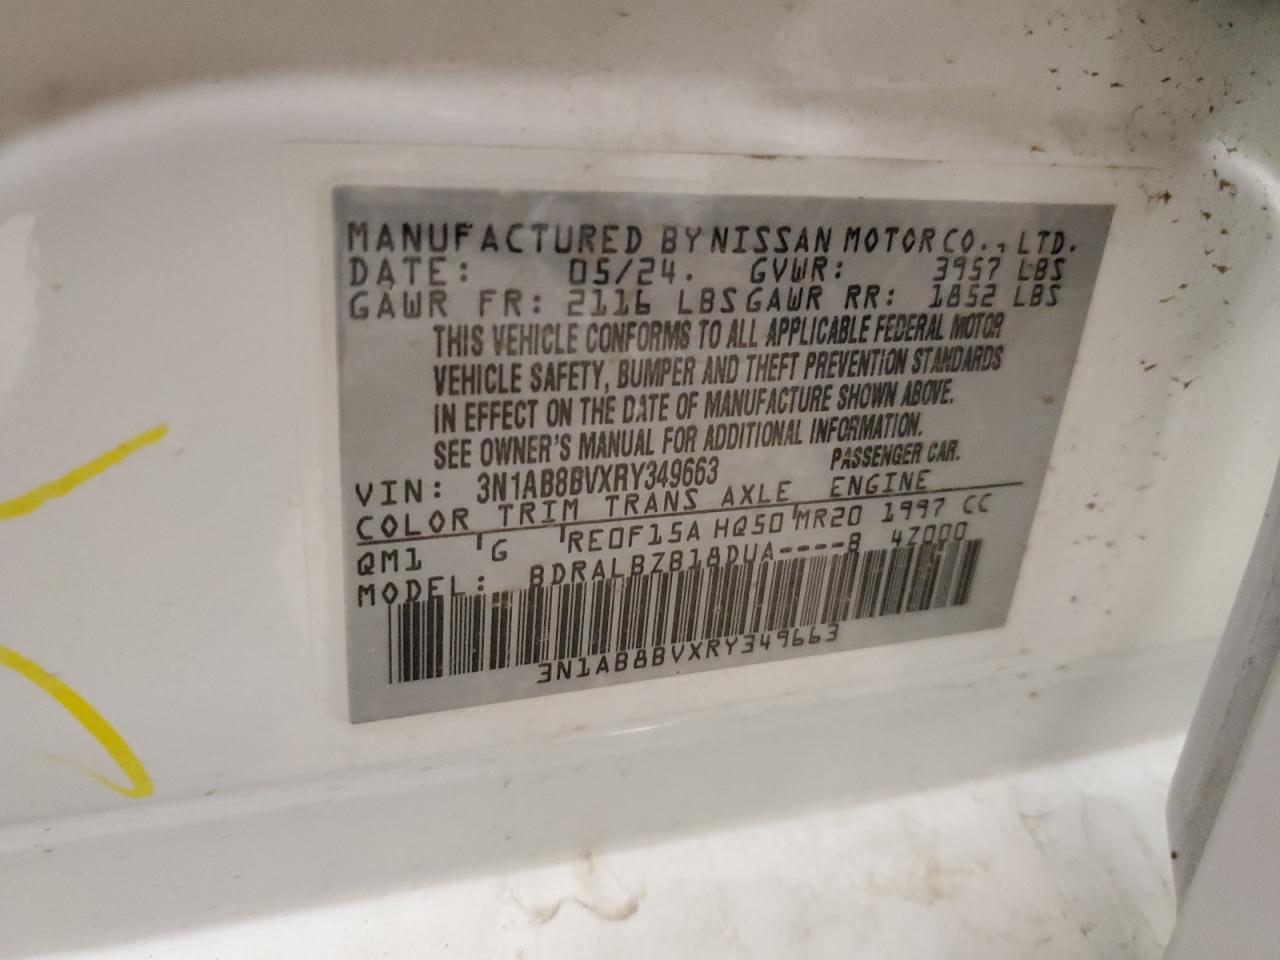 MANUFACTURED BY NISSAN MOTOR CO., LTD.
DATE: 05/24. GVWR: 3957 LBS
GAWR FR: 2116 LBS GAWR RR: 1852 LBS
THIS VEHICLE CONFORMS TO ALL APPLICABLE FEDERAL MOTOR
VEHICLE SAFETY, BUMPER AND THEFT PREVENTION STANDARDS
IN EFFECT ON THE DATE OF MANUFACTURE SHOWN ABOVE.
SEE OWNER'S MANUAL FOR ADDITIONAL INFORMATION.
VIN: 3N1AB8BVXRY349663 PASSENGER CAR.
COLOR TRIM TRANS AXLE ENGINE
QM1 G RE0F15A HQ50 MR20 1997 CC
MODEL: BDRALBZB18DUA----B 4Z000
3N1AB8BVXRY349663